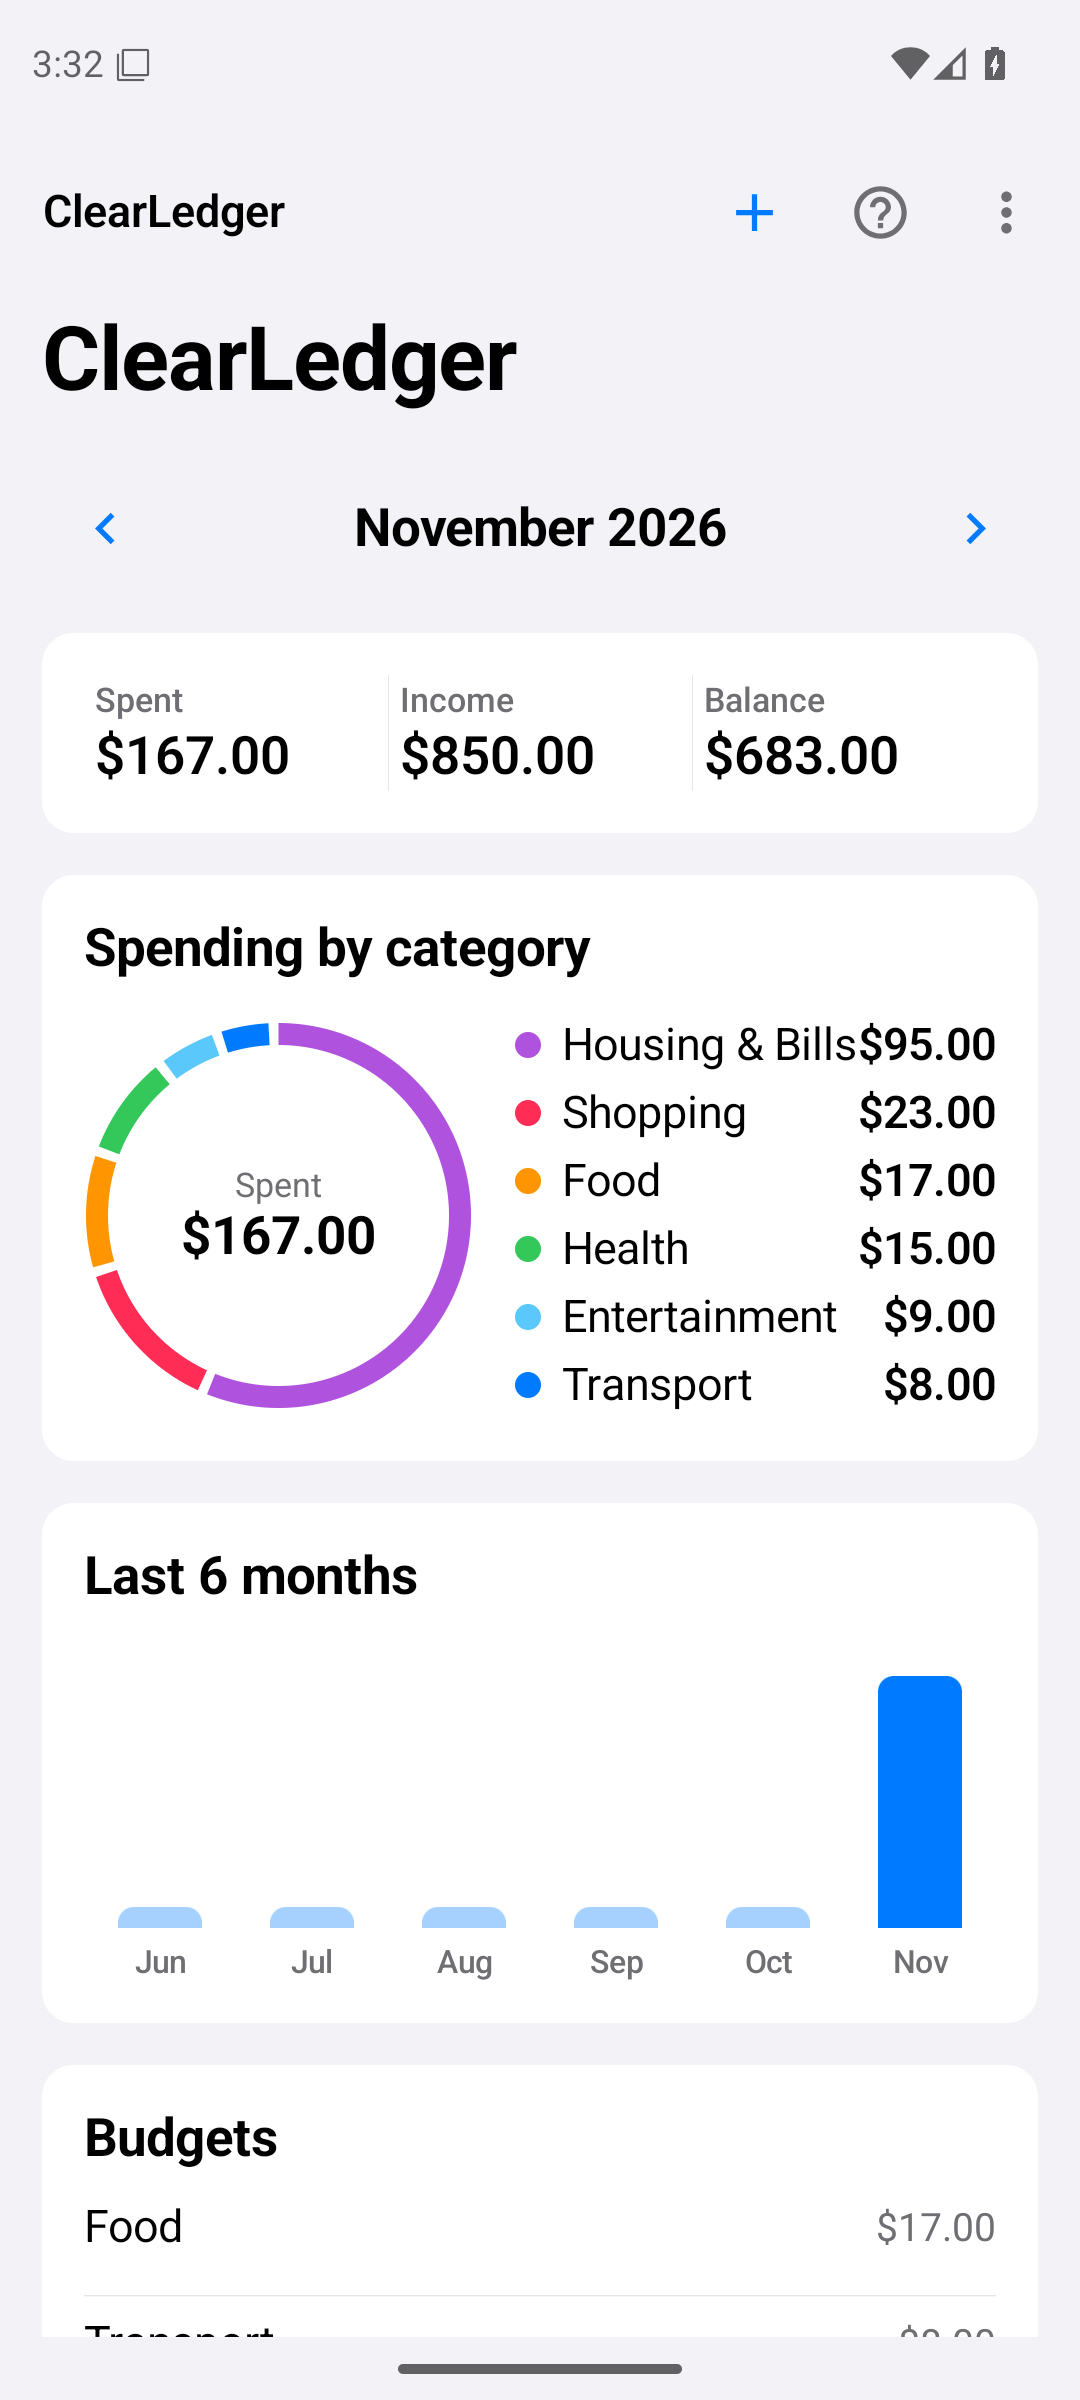 3:32
ClearLedger
ClearLedger
November 2026
Spent Income Balance
$167.00 $850.00 $683.00
Spending by category
Spent
$167.00
Housing & Bills $95.00
Shopping $23.00
Food $17.00
Health $15.00
Entertainment $9.00
Transport $8.00
Last 6 months
Jun Jul Aug Sep Oct Nov
Budgets
Food $17.00
Transport